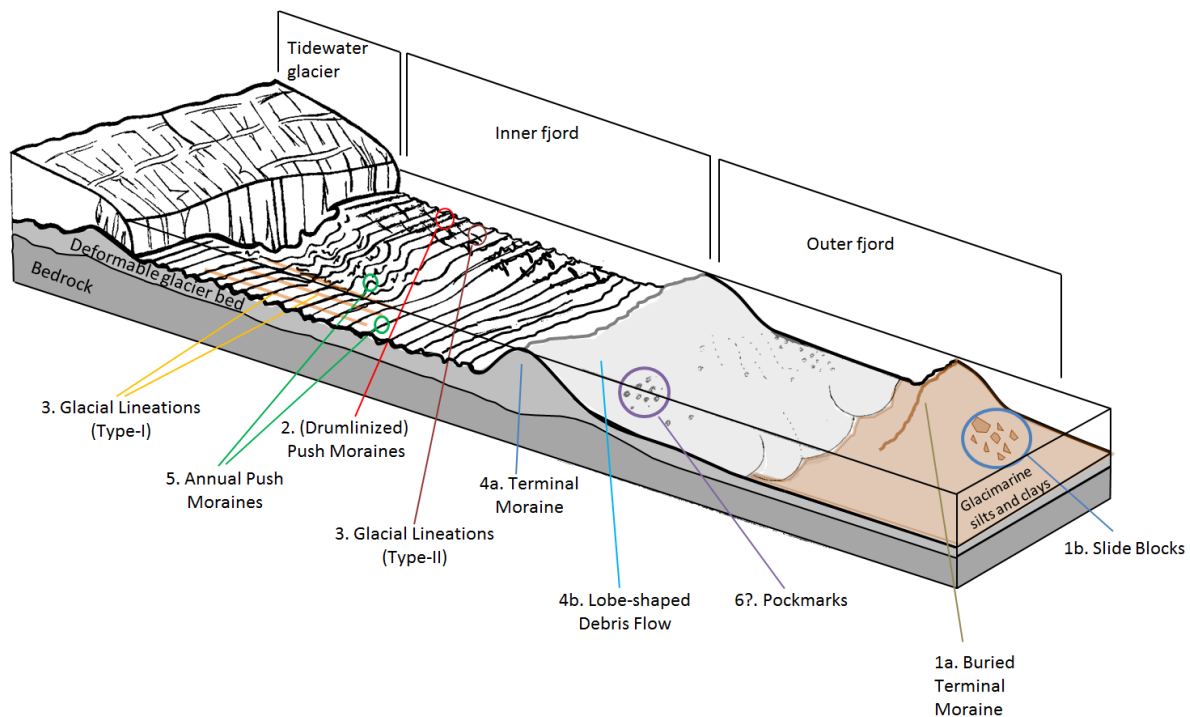 Tidewater
glacier
Inner fjord
Outer fjord
Deformable glacier bed
Bedrock
3. Glacial Lineations
(Type-I)
2. (Drumlinized)
Push Moraines
5. Annual Push
Moraines
4a. Terminal
Moraine
3. Glacial Lineations
(Type-II)
Glacimarine
silts and clays
1b. Slide Blocks
4b. Lobe-shaped
Debris Flow
6?. Pockmarks
1a. Buried
Terminal
Moraine